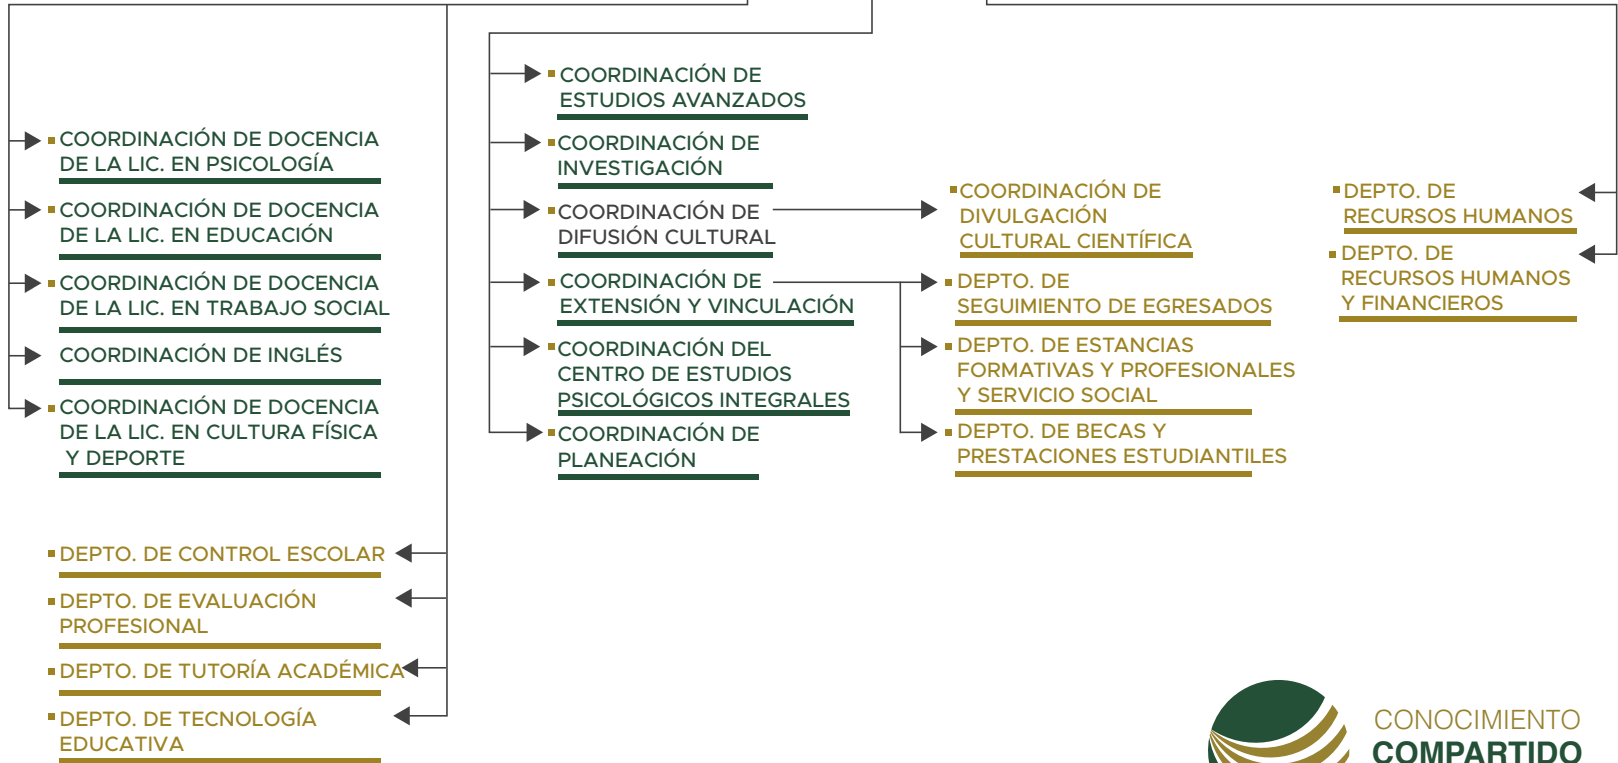 COORDINACIÓN DE DOCENCIA
DE LA LIC. EN PSICOLOGÍA
COORDINACIÓN DE DOCENCIA
DE LA LIC. EN EDUCACIÓN
COORDINACIÓN DE DOCENCIA
DE LA LIC. EN TRABAJO SOCIAL
COORDINACIÓN DE INGLÉS
COORDINACIÓN DE DOCENCIA
DE LA LIC. EN CULTURA FÍSICA
Y DEPORTE
DEPTO. DE CONTROL ESCOLAR
DEPTO. DE EVALUACIÓN
PROFESIONAL
DEPTO. DE TUTORÍA ACADÉMICA
DEPTO. DE TECNOLOGÍA
EDUCATIVA
COORDINACIÓN DE
ESTUDIOS AVANZADOS
COORDINACIÓN DE
INVESTIGACIÓN
COORDINACIÓN DE
DIFUSIÓN CULTURAL
COORDINACIÓN DE
EXTENSIÓN Y VINCULACIÓN
COORDINACIÓN DEL
CENTRO DE ESTUDIOS
PSICOLÓGICOS INTEGRALES
COORDINACIÓN DE
PLANEACIÓN
COORDINACIÓN DE
DIVULGACIÓN
CULTURAL CIENTÍFICA
DEPTO. DE
SEGUIMIENTO DE EGRESADOS
DEPTO. DE ESTANCIAS
FORMATIVAS Y PROFESIONALES
Y SERVICIO SOCIAL
DEPTO. DE BECAS Y
PRESTACIONES ESTUDIANTILES
DEPTO. DE
RECURSOS HUMANOS
DEPTO. DE
RECURSOS HUMANOS
Y FINANCIEROS
CONOCIMIENTO
COMPARTIDO